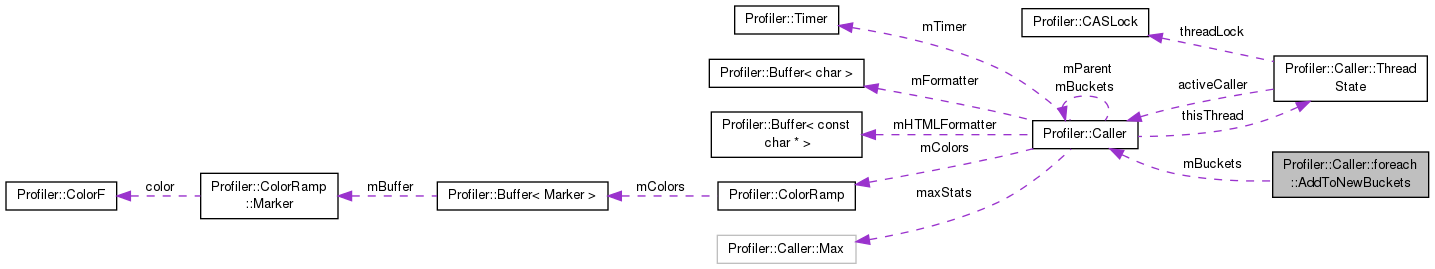 Profiler::Timer
Profiler::CASLock
mTimer
threadLock
Profiler::Buffer< char >
mFormatter
mParent
mBuckets
Profiler::Caller::Thread
State
activeCaller
thisThread
Profiler::Buffer< const
char * >
mHTMLFormatter
Profiler::Caller
mColors
mBuckets
Profiler::Caller::foreach
::AddToNewBuckets
Profiler::ColorF
color
Profiler::ColorRamp
::Marker
mBuffer
Profiler::Buffer< Marker >
mColors
Profiler::ColorRamp
maxStats
Profiler::Caller::Max